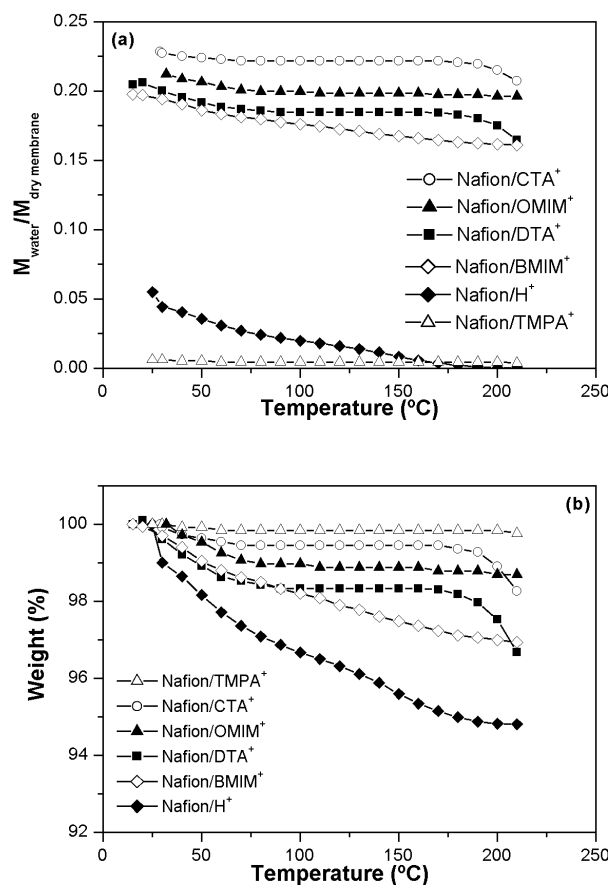 (a)
0.25
0.20
0.15
0.10
0.05
0.00
M_water/M_dry membrane
Nafion/CTA⁺
Nafion/OMIM⁺
Nafion/DTA⁺
Nafion/BMIM⁺
Nafion/H⁺
Nafion/TMPA⁺
0 50 100 150 200 250
Temperature (ºC)
(b)
100
98
96
94
92
Weight (%)
Nafion/TMPA⁺
Nafion/CTA⁺
Nafion/OMIM⁺
Nafion/DTA⁺
Nafion/BMIM⁺
Nafion/H⁺
0 50 100 150 200 250
Temperature (ºC)